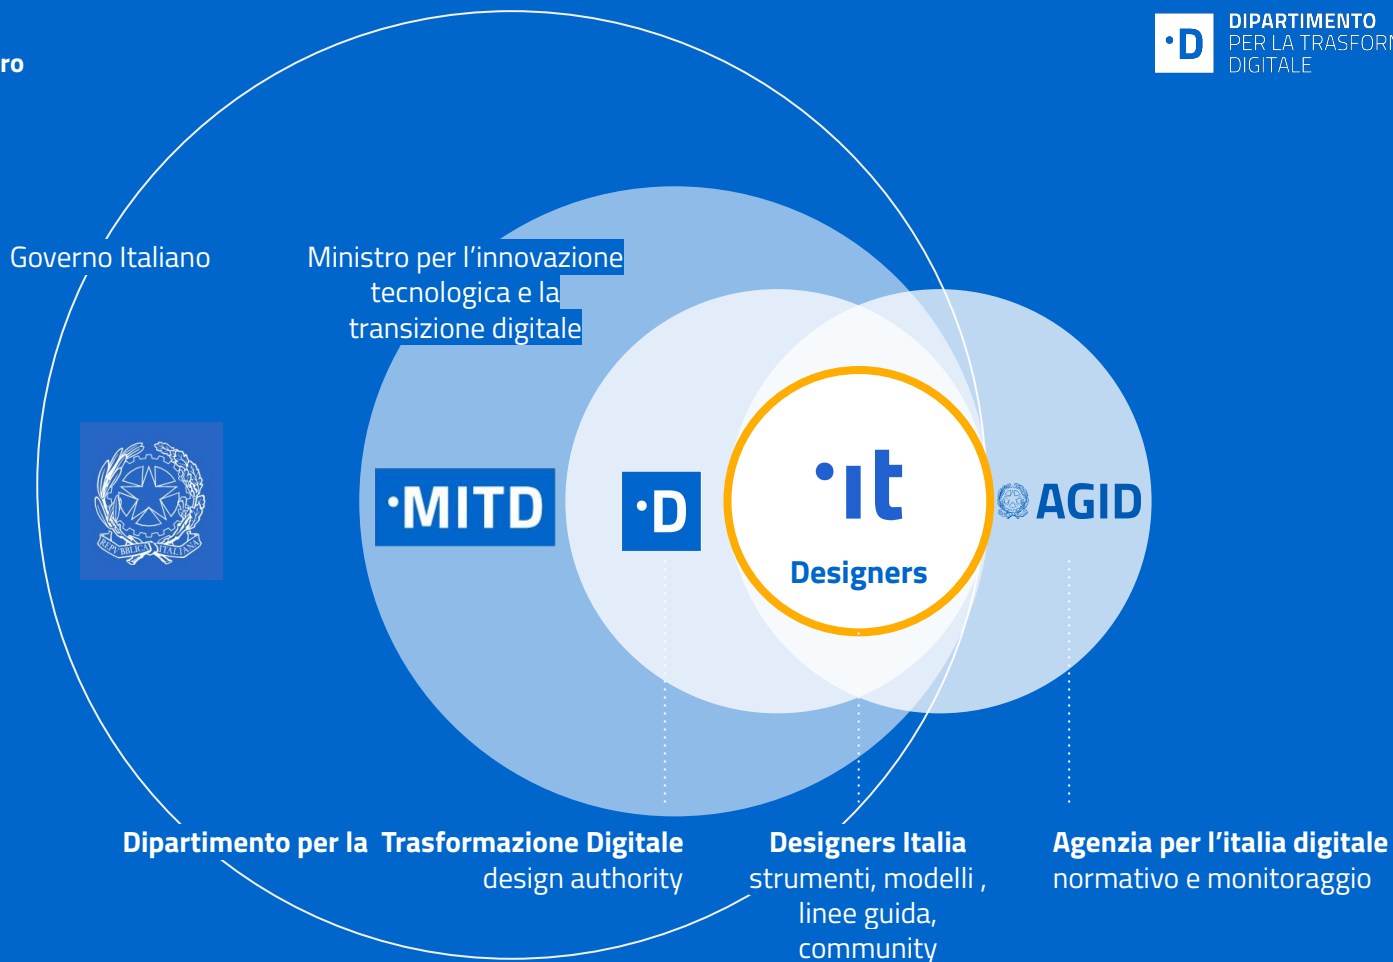 ro
DIPARTIMENTO
PER LA TRASFORM
DIGITALE
Governo Italiano
Ministro per l'innovazione
tecnologica e la
transizione digitale
REPVBBLICA ITALIANA
·MITD
·D
·it
Designers
AGID
Dipartimento per la Trasformazione Digitale
design authority
Designers Italia
strumenti, modelli ,
linee guida,
community
Agenzia per l'italia digitale
normativo e monitoraggio